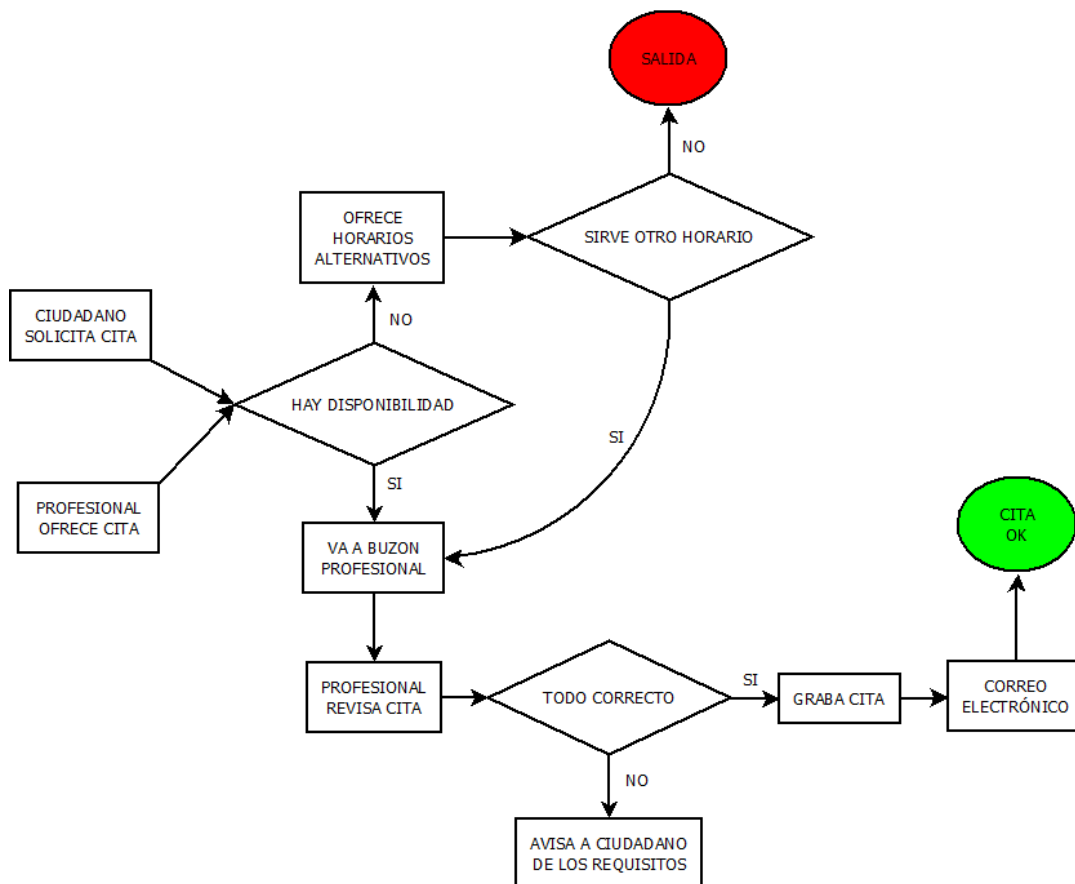 SALIDA
NO
OFRECE
HORARIOS
ALTERNATIVOS
SIRVE OTRO HORARIO
CIUDADANO
SOLICITA CITA
NO
HAY DISPONIBILIDAD
SI
SI
PROFESIONAL
OFRECE CITA
VA A BUZON
PROFESIONAL
CITA
OK
PROFESIONAL
REVISA CITA
TODO CORRECTO
SI
GRABA CITA
CORREO
ELECTRÓNICO
NO
AVISA A CIUDADANO
DE LOS REQUISITOS